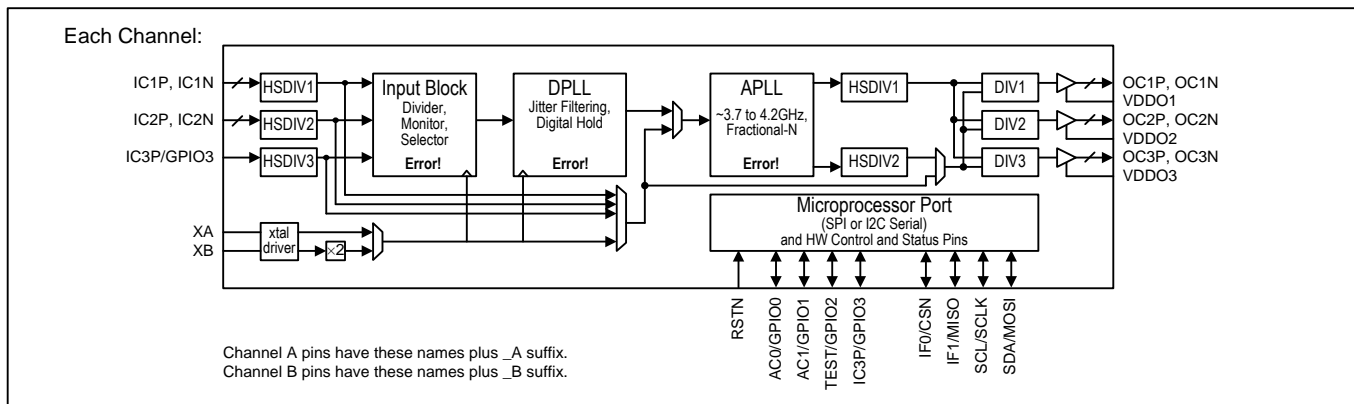 Each Channel:
IC1P, IC1N
IC2P, IC2N
IC3P/GPIO3
XA
XB
HSDIV1
HSDIV2
HSDIV3
xtal
driver
×2
Input Block
Divider,
Monitor,
Selector
Error!
DPLL
Jitter Filtering,
Digital Hold
Error!
APLL
~3.7 to 4.2GHz,
Fractional-N
Error!
HSDIV1
HSDIV2
DIV1
DIV2
DIV3
OC1P, OC1N
VDDO1
OC2P, OC2N
VDDO2
OC3P, OC3N
VDDO3
Microprocessor Port
(SPI or I2C Serial)
and HW Control and Status Pins
RSTN
AC0/GPIO0
AC1/GPIO1
TEST/GPIO2
IC3P/GPIO3
IF0/CSN
IF1/MISO
SCL/SCLK
SDA/MOSI
Channel A pins have these names plus _A suffix.
Channel B pins have these names plus _B suffix.